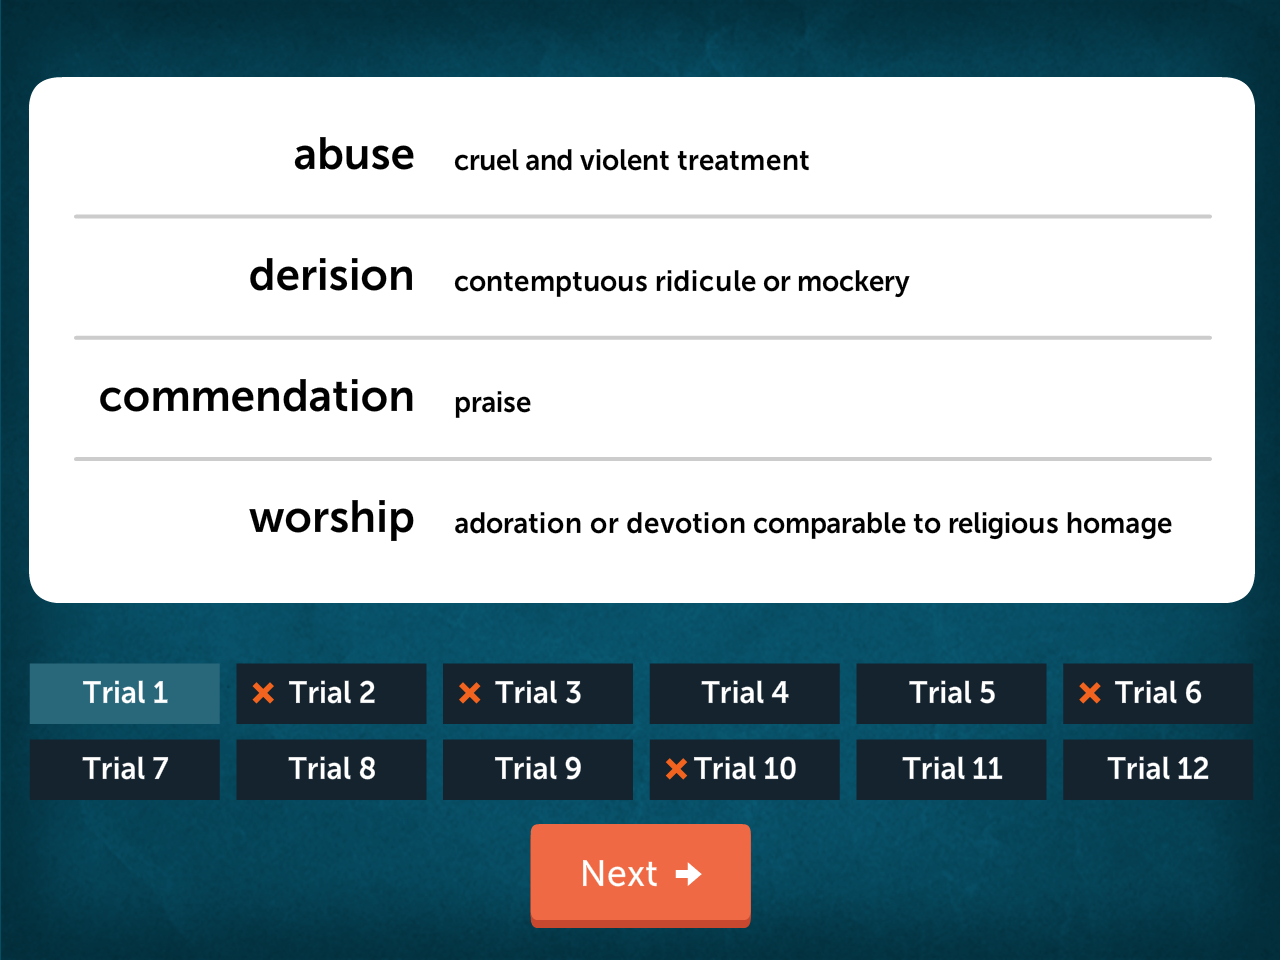 abuse cruel and violent treatment
derision contemptuous ridicule or mockery
commendation praise
worship adoration or devotion comparable to religious homage
Trial 1 Trial 2 Trial 3 Trial 4 Trial 5 Trial 6
Trial 7 Trial 8 Trial 9 Trial 10 Trial 11 Trial 12
Next